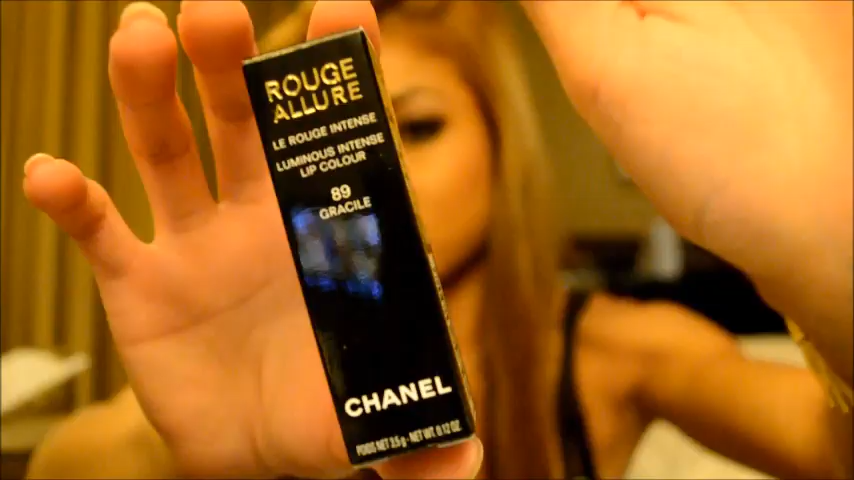 ROUGE
ALLURE
LE ROUGE INTENSE
LUMINOUS INTENSE
LIP COLOUR
89
GRACILE
CHANEL
POIDS NET 3.5 g - NET WT. 0.12 OZ.